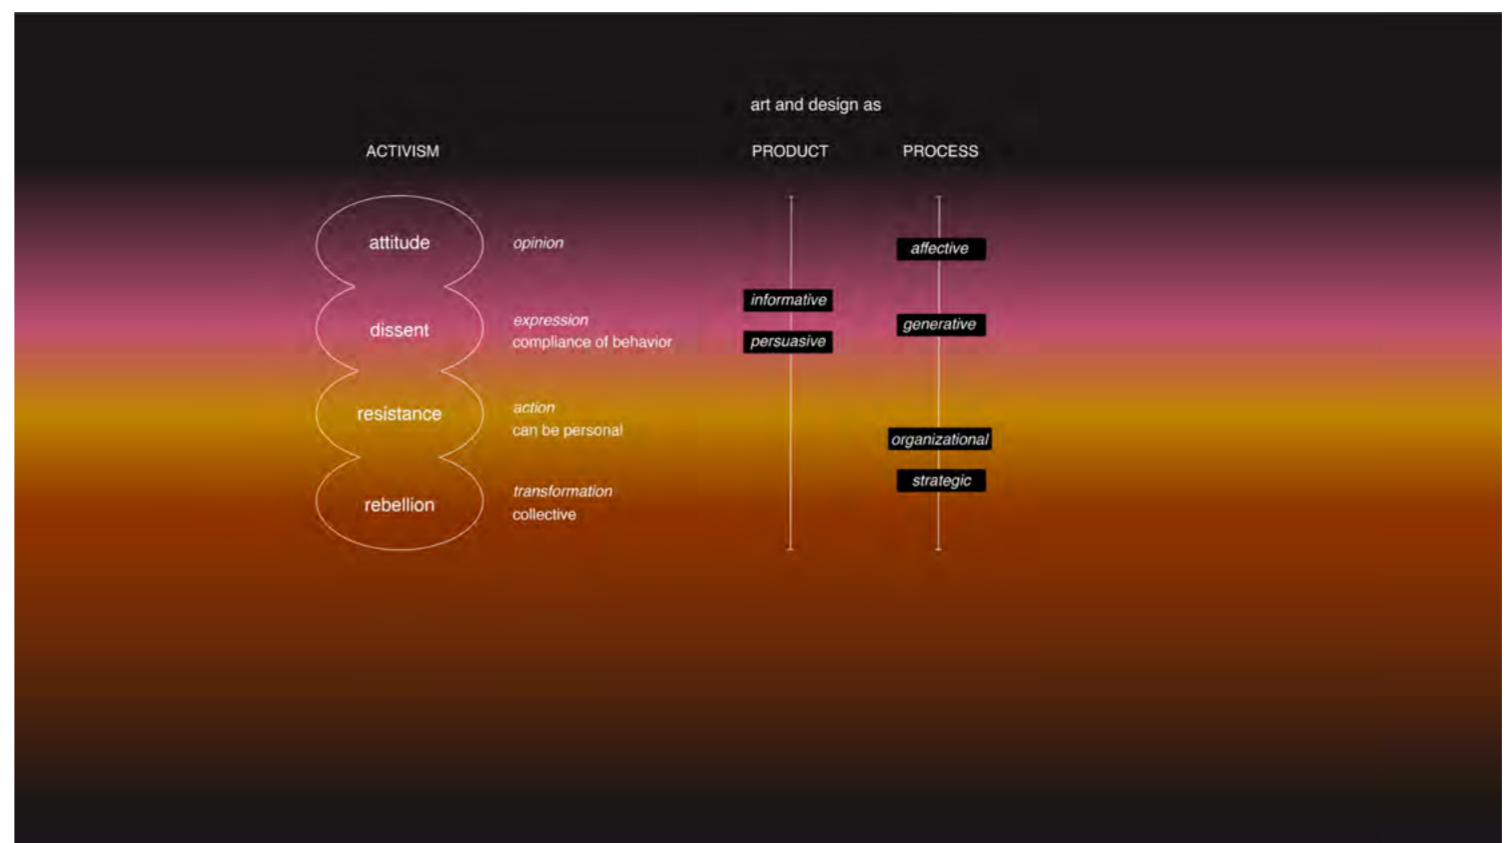 art and design as
ACTIVISM
PRODUCT
PROCESS
attitude
opinion
affective
informative
dissent
expression
compliance of behavior
generative
persuasive
resistance
action
can be personal
organizational
strategic
rebellion
transformation
collective